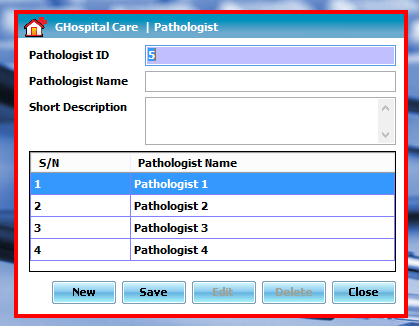 GHospital Care | Pathologist
Pathologist ID 5
Pathologist Name
Short Description
S/N Pathologist Name
1 Pathologist 1
2 Pathologist 2
3 Pathologist 3
4 Pathologist 4
New Save Edit Delete Close